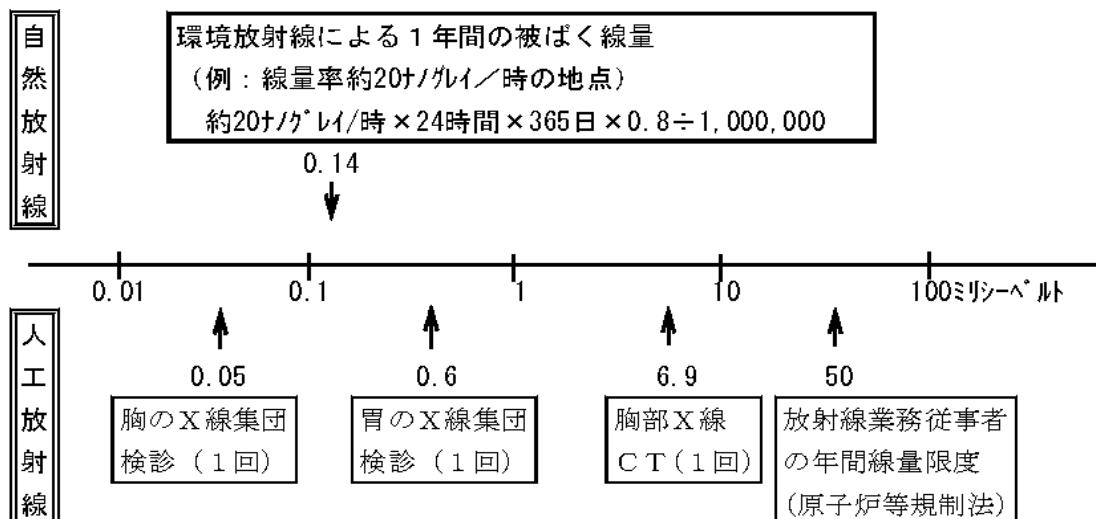 自然放射線
環境放射線による1年間の被ばく線量
(例:線量率約20ナノグレイ/時の地点)
約20ナノグレイ/時×24時間×365日×0.8÷1,000,000
0.14
0.01
0.1
1
10
100ミリシーベルト
人工放射線
0.05
胸のX線集団
検診(1回)
0.6
胃のX線集団
検診(1回)
6.9
胸部X線
CT(1回)
50
放射線業務従事者
の年間線量限度
(原子炉等規制法)